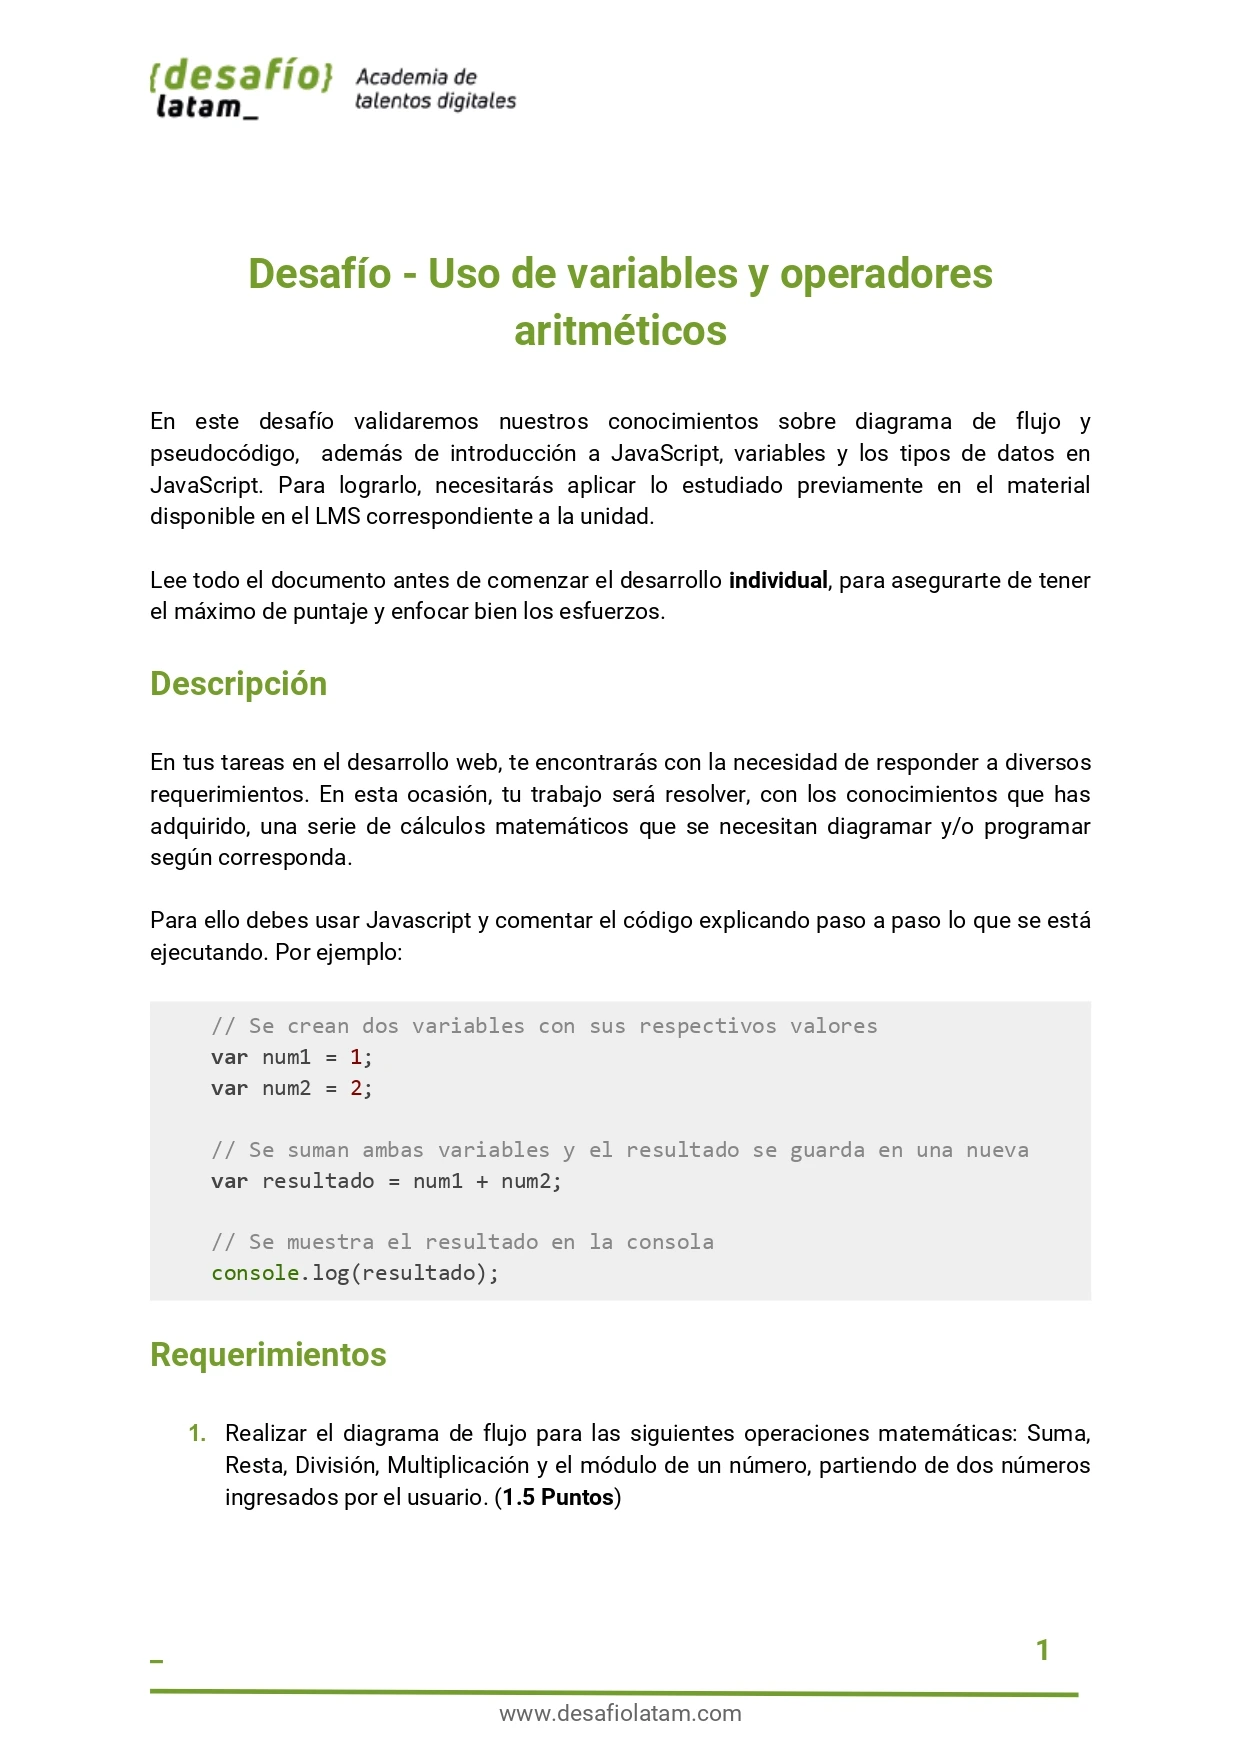 {desafío}
latam_
Academia de
talentos digitales
Desafío - Uso de variables y operadores
aritméticos
En este desafío validaremos nuestros conocimientos sobre diagrama de flujo y
pseudocódigo, además de introducción a JavaScript, variables y los tipos de datos en
JavaScript. Para lograrlo, necesitarás aplicar lo estudiado previamente en el material
disponible en el LMS correspondiente a la unidad.
Lee todo el documento antes de comenzar el desarrollo individual, para asegurarte de tener
el máximo de puntaje y enfocar bien los esfuerzos.
Descripción
En tus tareas en el desarrollo web, te encontrarás con la necesidad de responder a diversos
requerimientos. En esta ocasión, tu trabajo será resolver, con los conocimientos que has
adquirido, una serie de cálculos matemáticos que se necesitan diagramar y/o programar
según corresponda.
Para ello debes usar Javascript y comentar el código explicando paso a paso lo que se está
ejecutando. Por ejemplo:
// Se crean dos variables con sus respectivos valores
var num1 = 1;
var num2 = 2;
// Se suman ambas variables y el resultado se guarda en una nueva
var resultado = num1 + num2;
// Se muestra el resultado en la consola
console.log(resultado);
Requerimientos
1. Realizar el diagrama de flujo para las siguientes operaciones matemáticas: Suma,
Resta, División, Multiplicación y el módulo de un número, partiendo de dos números
ingresados por el usuario. (1.5 Puntos)
_
1
www.desafiolatam.com